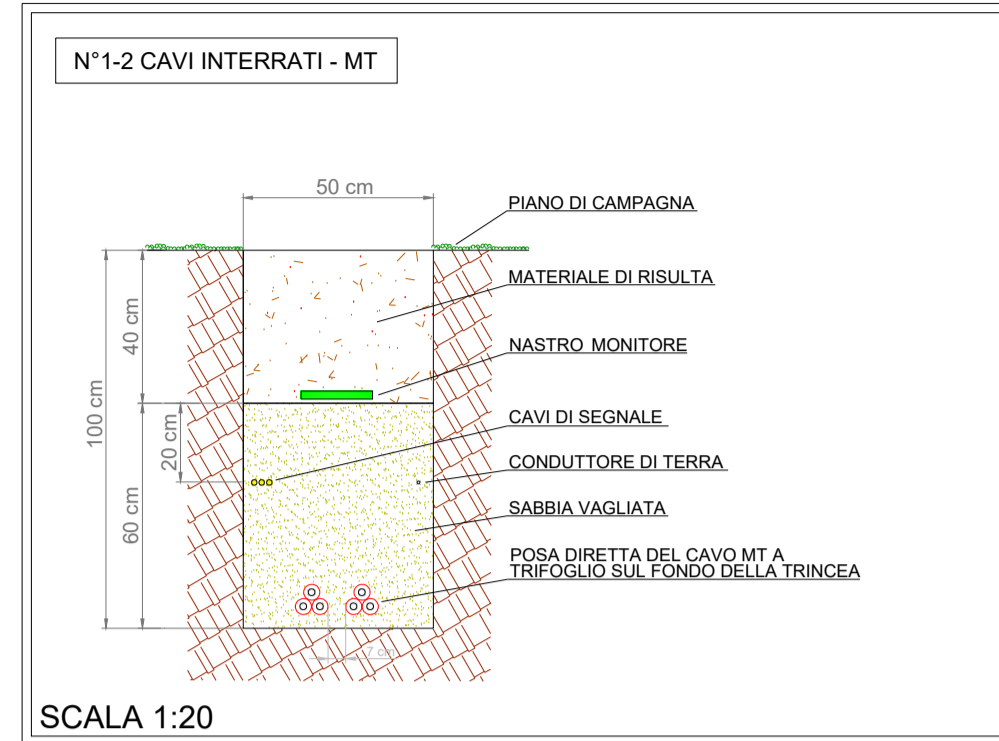 N°1-2 CAVI INTERRATI - MT
50 cm
PIANO DI CAMPAGNA
MATERIALE DI RISULTA
40 cm
NASTRO MONITORE
100 cm
20 cm
CAVI DI SEGNALE
CONDUTTORE DI TERRA
60 cm
SABBIA VAGLIATA
POSA DIRETTA DEL CAVO MT A
TRIFOGLIO SUL FONDO DELLA TRINCEA
7 cm
SCALA 1:20